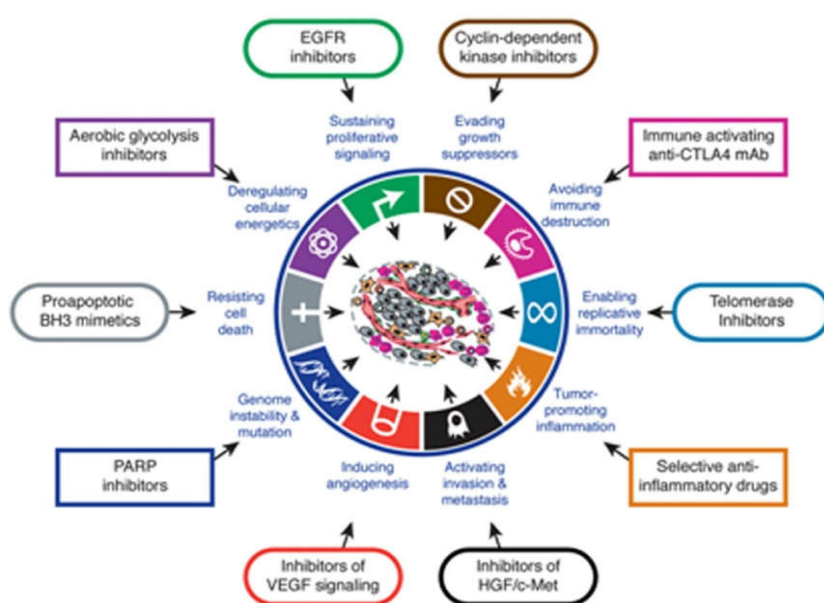 EGFR
inhibitors
Cyclin-dependent
kinase inhibitors
Sustaining
proliferative
signaling
Evading
growth
suppressors
Aerobic glycolysis
inhibitors
Immune activating
anti-CTLA4 mAb
Deregulating
cellular
energetics
Avoiding
immune
destruction
Proapoptotic
BH3 mimetics
Resisting
cell
death
Enabling
replicative
immortality
Telomerase
Inhibitors
Genome
instability &
mutation
Tumor-
promoting
inflammation
PARP
inhibitors
Inducing
angiogenesis
Activating
invasion &
metastasis
Selective anti-
inflammatory drugs
Inhibitors of
VEGF signaling
Inhibitors of
HGF/c-Met